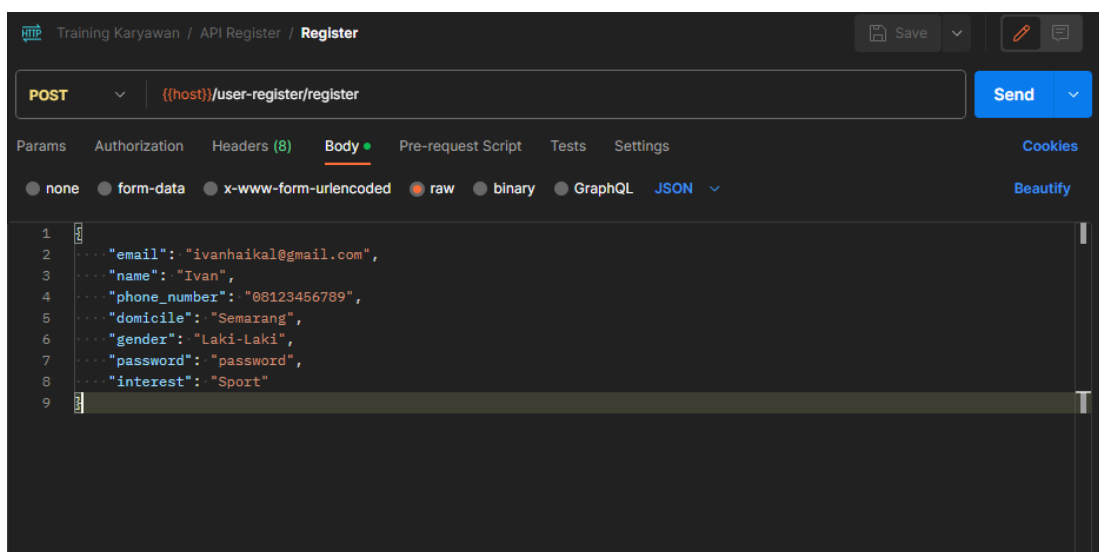 HTTP Training Karyawan / API Register / Register Save
POST {{host}}/user-register/register Send
Params Authorization Headers (8) Body Pre-request Script Tests Settings Cookies
none form-data x-www-form-urlencoded raw binary GraphQL JSON Beautify
1 {
2 "email": "ivanhaikal@gmail.com",
3 "name": "Ivan",
4 "phone_number": "08123456789",
5 "domicile": "Semarang",
6 "gender": "Laki-Laki",
7 "password": "password",
8 "interest": "Sport"
9 }